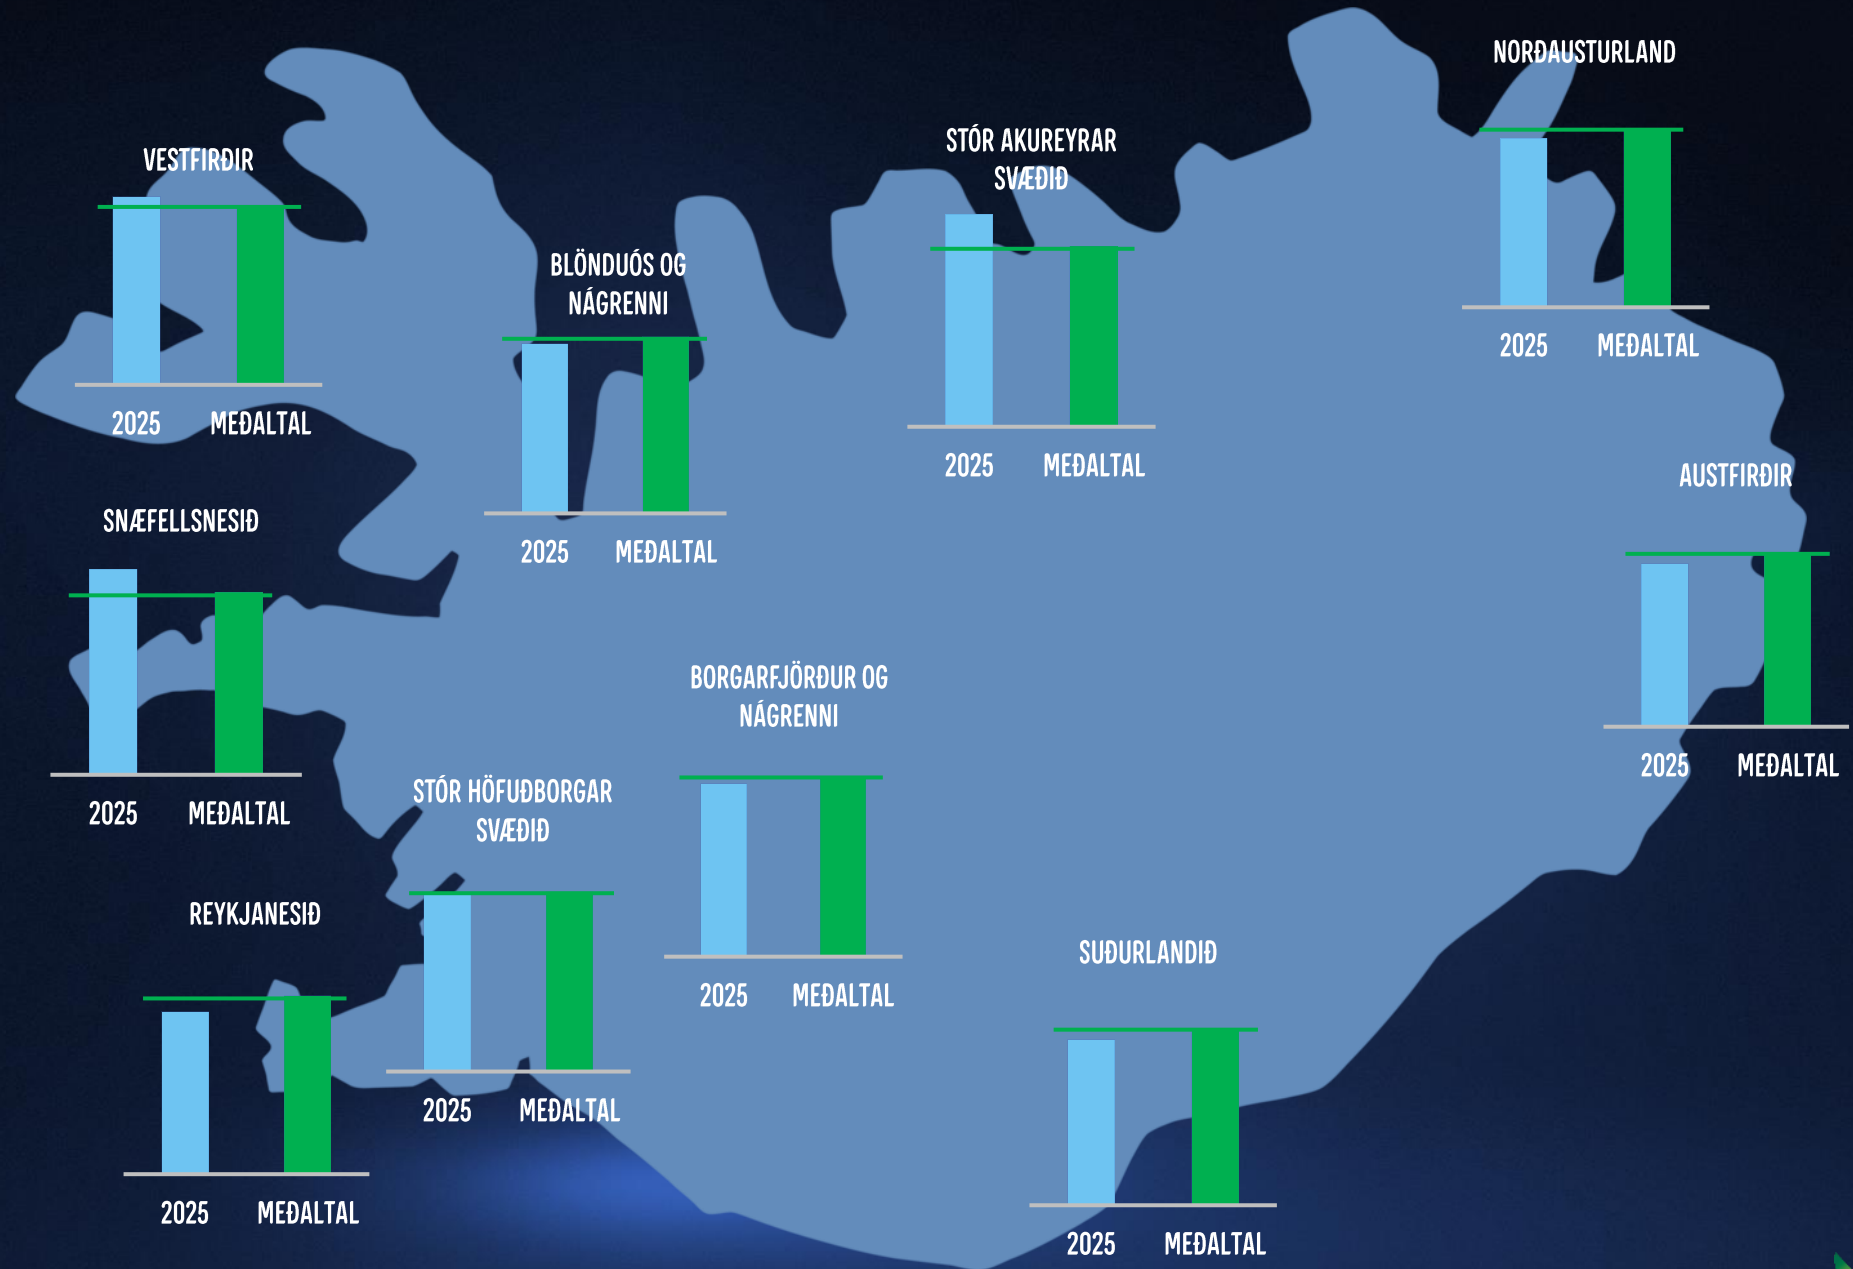 NORÐAUSTURLAND
2025 MEÐALTAL
STÓR AKUREYRAR
SVÆÐIÐ
2025 MEÐALTAL
VESTFIRÐIR
2025 MEÐALTAL
BLÖNDUÓS OG
NÁGRENNI
2025 MEÐALTAL
AUSTFIRÐIR
2025 MEÐALTAL
SNÆFELLSNESIÐ
2025 MEÐALTAL
BORGARFJÖRÐUR OG
NÁGRENNI
2025 MEÐALTAL
STÓR HÖFUÐBORGAR
SVÆÐIÐ
2025 MEÐALTAL
REYKJANESIÐ
2025 MEÐALTAL
SUÐURLANDIÐ
2025 MEÐALTAL